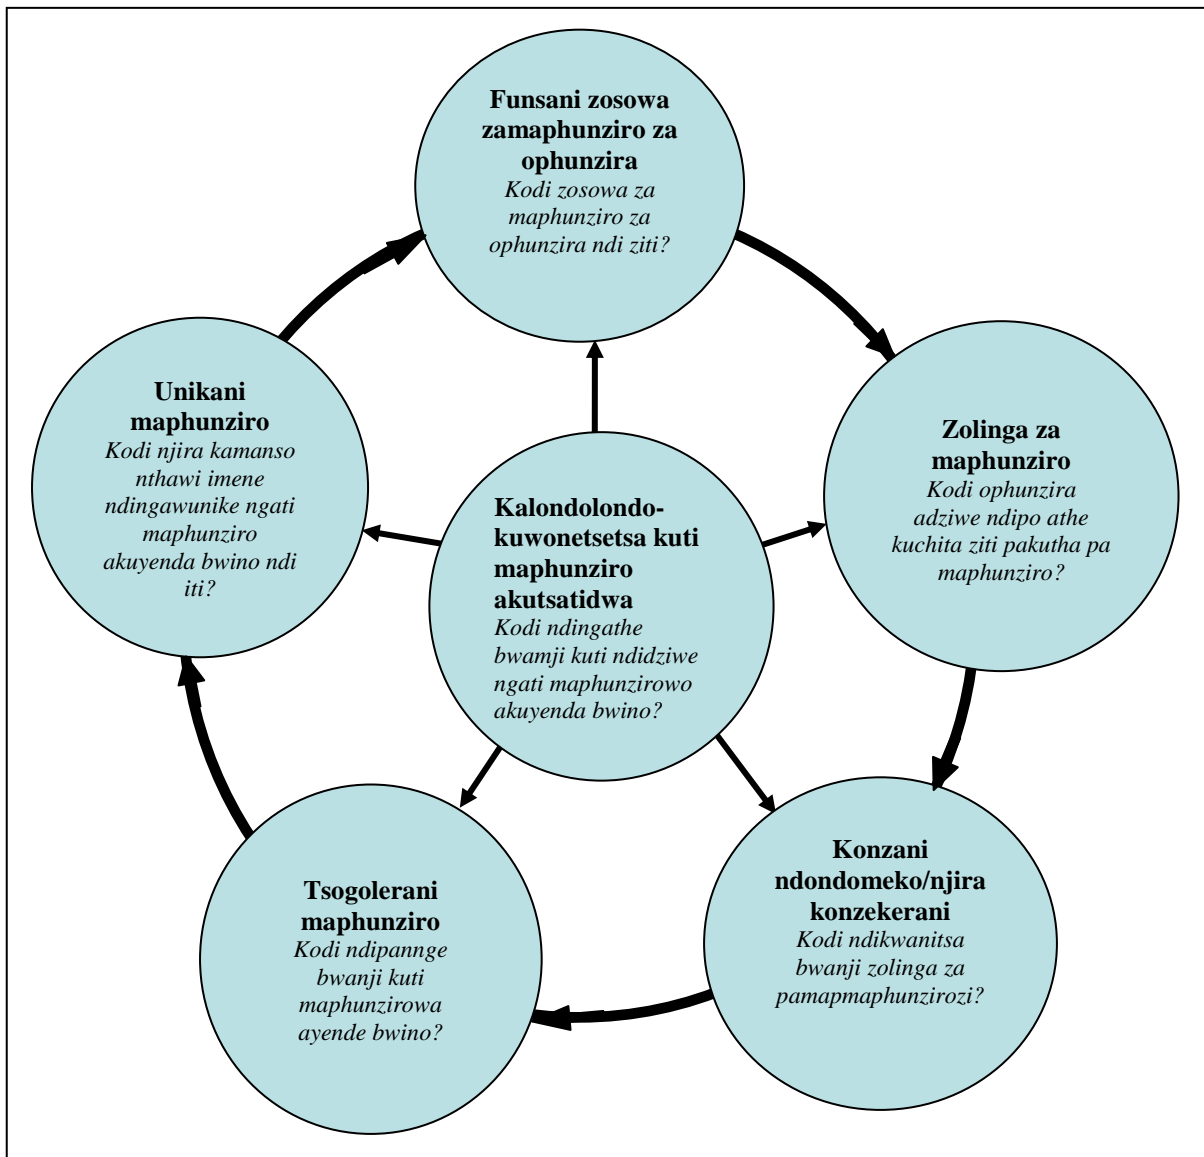 Funsani zosowa
zamaphunziro za
ophunzira
Kodi zosowa za
maphunziro za
ophunzira ndi ziti?
Unikani
maphunziro
Kodi njira kamanso
nthawi imene
ndingawunike ngati
maphunziro
akuyenda bwino ndi
iti?
Zolinga za
maphunziro
Kodi ophunzira
adziwe ndipo athe
kuchita ziti pakutha pa
maphunziro?
Kalondolondo-
kuwonetsetsa kuti
maphunziro
akutsatidwa
Kodi ndingathe
bwamji kuti ndidziwe
ngati maphunzirowo
akuyenda bwino?
Tsogolerani
maphunziro
Kodi ndipannge
bwanji kuti
maphunzirowa
ayende bwino?
Konzani
ndondomeko/njira
konzekerani
Kodi ndikwanitsa
bwanji zolinga za
pamapmaphunzirozi?